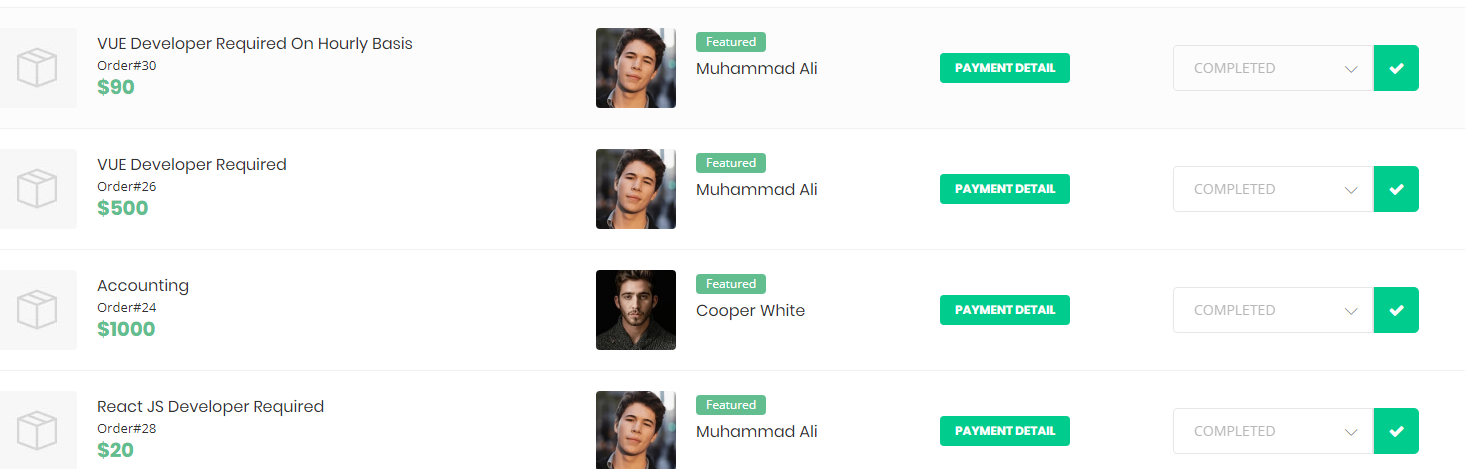 VUE Developer Required On Hourly Basis
Order#30
$90
Featured
Muhammad Ali
PAYMENT DETAIL
COMPLETED
VUE Developer Required
Order#26
$500
Featured
Muhammad Ali
PAYMENT DETAIL
COMPLETED
Accounting
Order#24
$1000
Featured
Cooper White
PAYMENT DETAIL
COMPLETED
React JS Developer Required
Order#28
$20
Featured
Muhammad Ali
PAYMENT DETAIL
COMPLETED